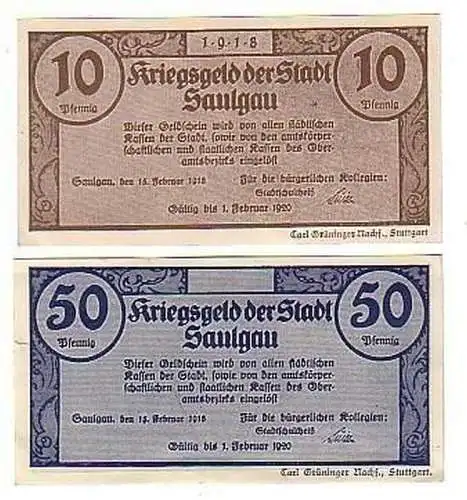 1·9·1·8
10 Pfennig
10 Pfennig
Kriegsgeld der Stadt
Saulgau
Dieser Geldschein wird von allen städtischen
Kassen der Stadt, sowie von den amtskörper-
schaftlichen und staatlichen Kassen des Ober-
amtsbezirks eingelöst
Saulgau, den 15. Februar 1918 Für die bürgerlichen Kollegien:
Stadtschultheiß
Gültig bis 1. Februar 1920
Carl Grüninger Nachf., Stuttgart
50 Pfennig
50 Pfennig
Kriegsgeld der Stadt
Saulgau
Dieser Geldschein wird von allen städtischen
Kassen der Stadt, sowie von den amtskörper-
schaftlichen und staatlichen Kassen des Ober-
amtsbezirks eingelöst
Saulgau, den Februar 1918 Für die bürgerlichen Kollegien:
Stadtschultheiß
Gültig bis 1. Februar 1920
Carl Grüninger Nachf., Stuttgart.